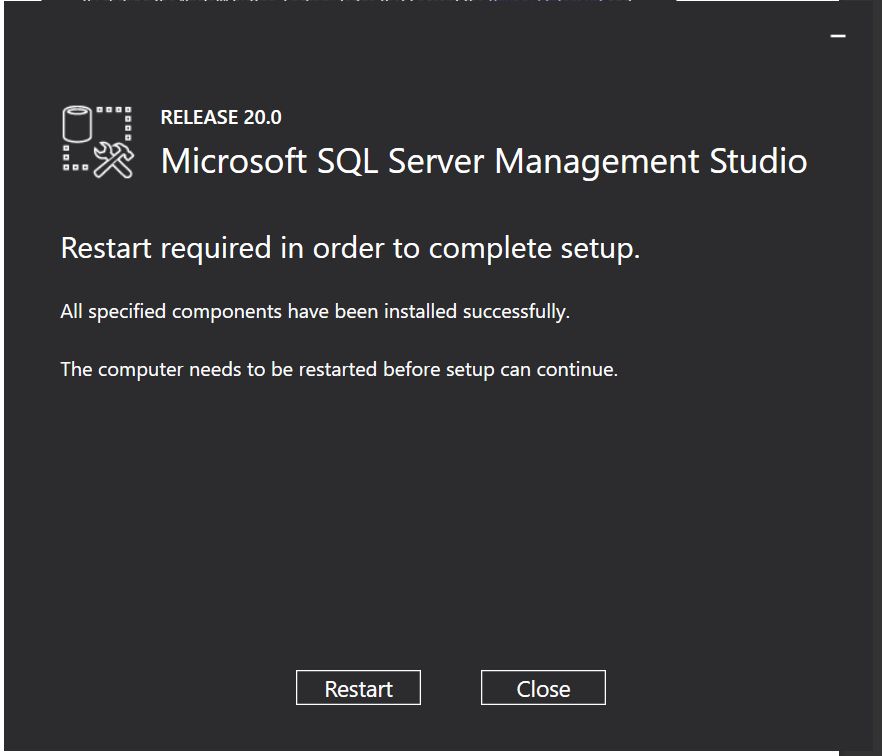 RELEASE 20.0
Microsoft SQL Server Management Studio
Restart required in order to complete setup.
All specified components have been installed successfully.
The computer needs to be restarted before setup can continue.
Restart
Close